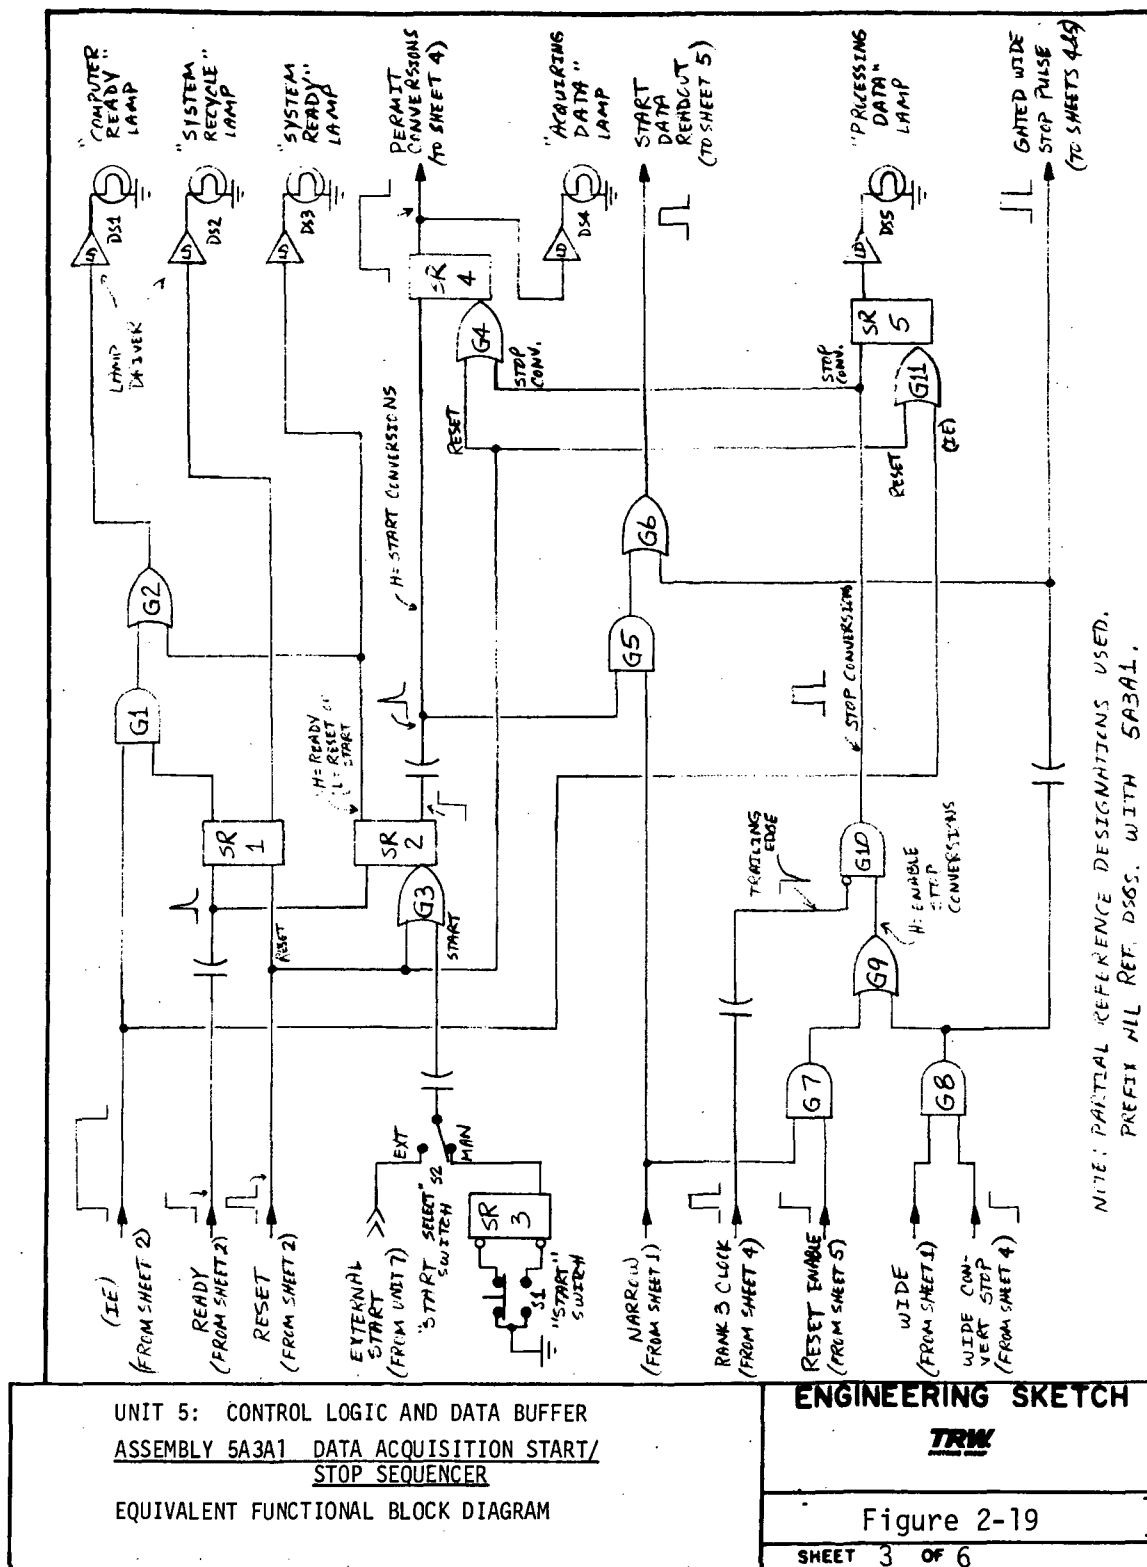 "COMPUTER
READY"
LAMP
"SYSTEM
RECYCLE"
LAMP
"SYSTEM
READY"
LAMP
PERMIT
CONVERSIONS
(TO SHEET 4)
"ACQUIRING
DATA"
LAMP
START
DATA
READOUT
(TO SHEET 5)
"PROCESSING
DATA"
LAMP
GATED WIDE
STOP PULSE
(TO SHEETS 4&5)
LD
DS1
LD
DS2
LD
DS3
LD
DS4
LD
DS5
LAMP
DRIVER
SR
4
G4
SR
5
G11
STOP
CONV.
STOP
CONV.
RESET
RESET
(IE)
H=START CONVERSIONS
G2
G1
G6
G5
H=READY
L=RESET OR
START
STOP CONVERSIONS
SR
1
SR
2
G3
RESET
START
TRAILING
EDGE
G10
H=ENABLE
STOP
CONVERSIONS
G9
G7
G8
EXT
MAN
S2
SR
3
S1
"START"
SWITCH
(IE)
(FROM SHEET 2)
READY
(FROM SHEET 2)
RESET
(FROM SHEET 2)
EXTERNAL
START
(FROM UNIT 7)
"START SELECT"
SWITCH
NARROW
(FROM SHEET 1)
RANK 3 CLOCK
(FROM SHEET 4)
RESET ENABLE
(FROM SHEET 5)
WIDE
(FROM SHEET 1)
WIDE CON-
VERT STOP
(FROM SHEET 4)
NOTE: PARTIAL REFERENCE DESIGNATIONS USED.
PREFIX ALL REF. DSGS. WITH 5A3A1.
UNIT 5: CONTROL LOGIC AND DATA BUFFER
ASSEMBLY 5A3A1 DATA ACQUISITION START/
STOP SEQUENCER
EQUIVALENT FUNCTIONAL BLOCK DIAGRAM
ENGINEERING SKETCH
TRW
Figure 2-19
SHEET 3 OF 6